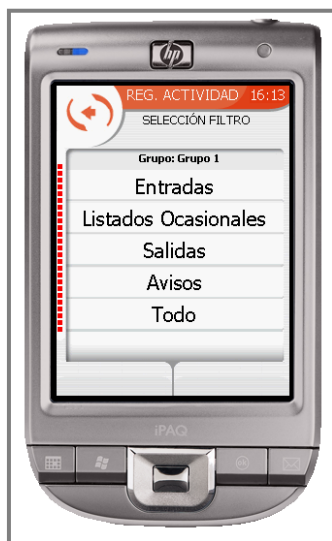 hp
REG. ACTIVIDAD 16:13
SELECCIÓN FILTRO
Grupo: Grupo 1
Entradas
Listados Ocasionales
Salidas
Avisos
Todo
iPAQ